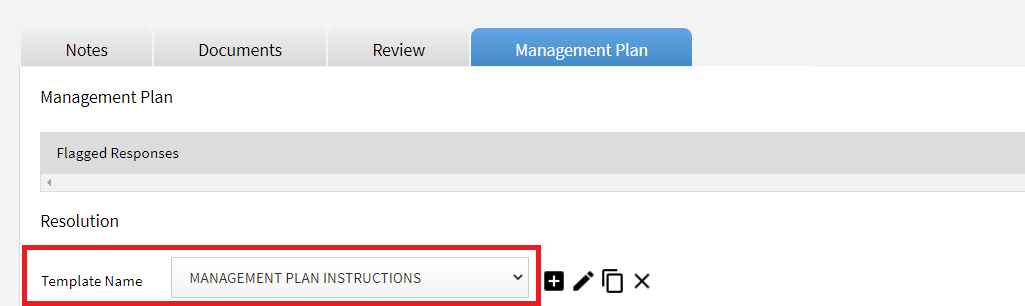 Notes Documents Review Management Plan
Management Plan
Flagged Responses
Resolution
Template Name MANAGEMENT PLAN INSTRUCTIONS